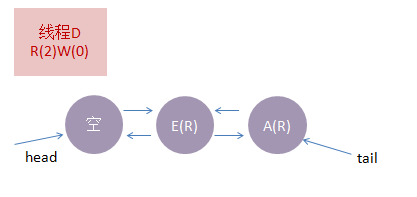 线程D
R(2)W(0)
空
E(R)
A(R)
head
tail